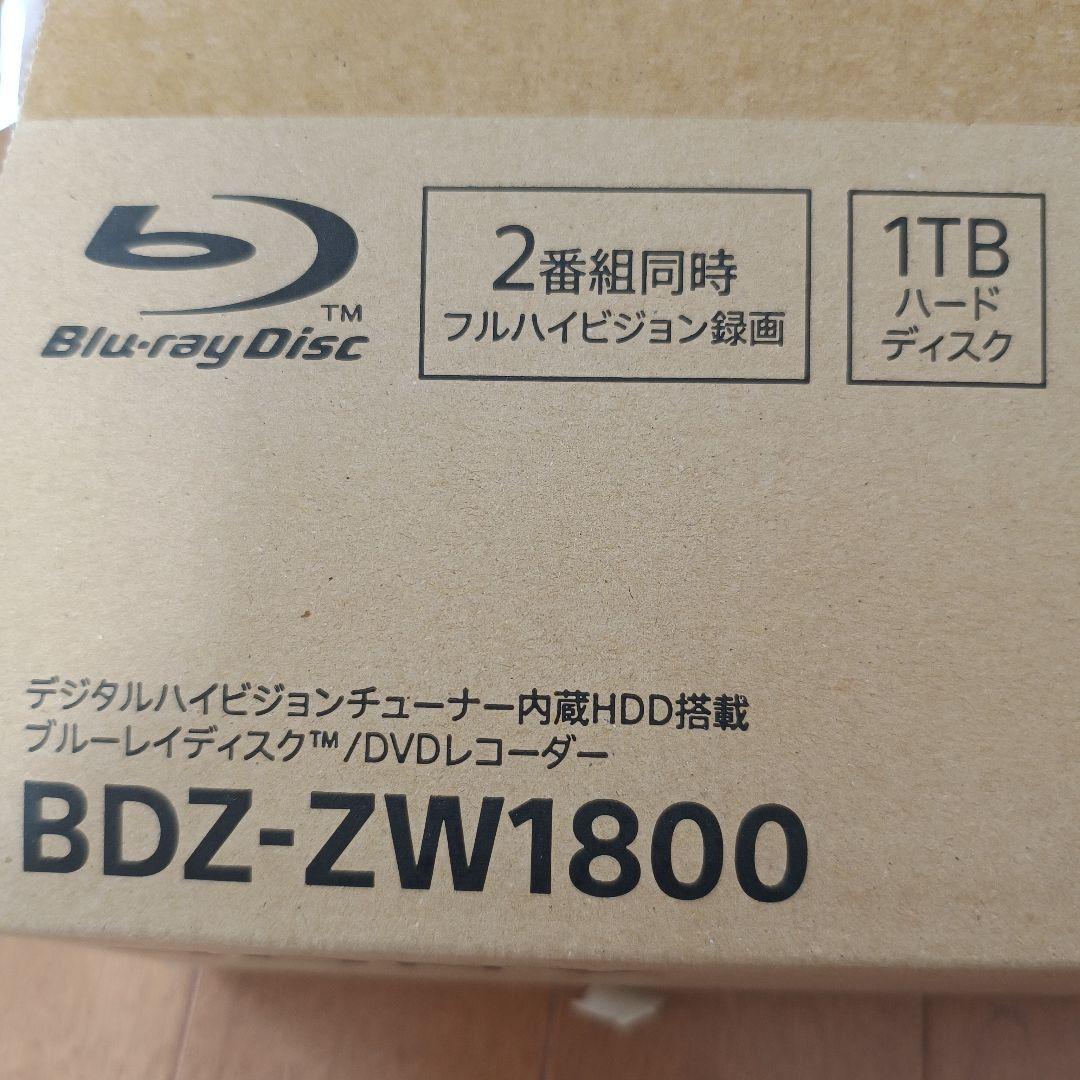 Blu-ray Disc™
2番組同時
フルハイビジョン録画
1TB
ハード
ディスク
デジタルハイビジョンチューナー内蔵HDD搭載
ブルーレイディスク™/DVDレコーダー
BDZ-ZW1800